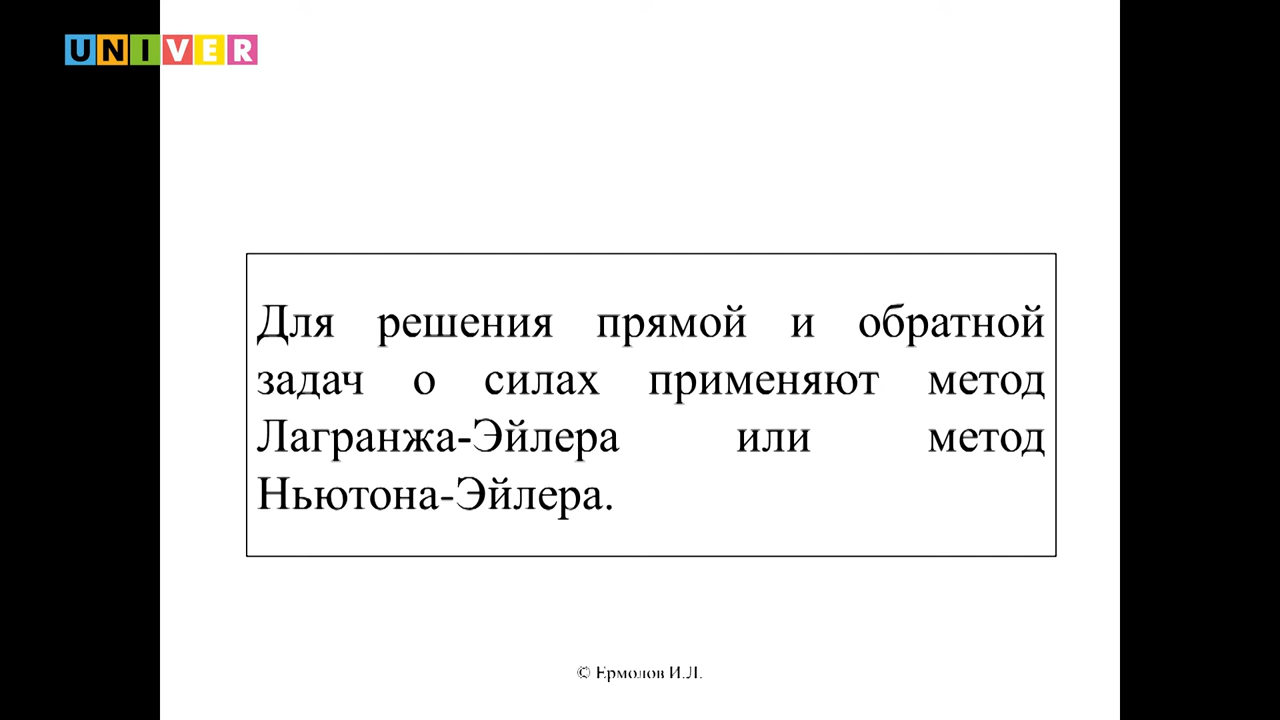 UNIVER
Для решения прямой и обратной
задач о силах применяют метод
Лагранжа-Эйлера или метод
Ньютона-Эйлера.
© Ермолов И.Л.